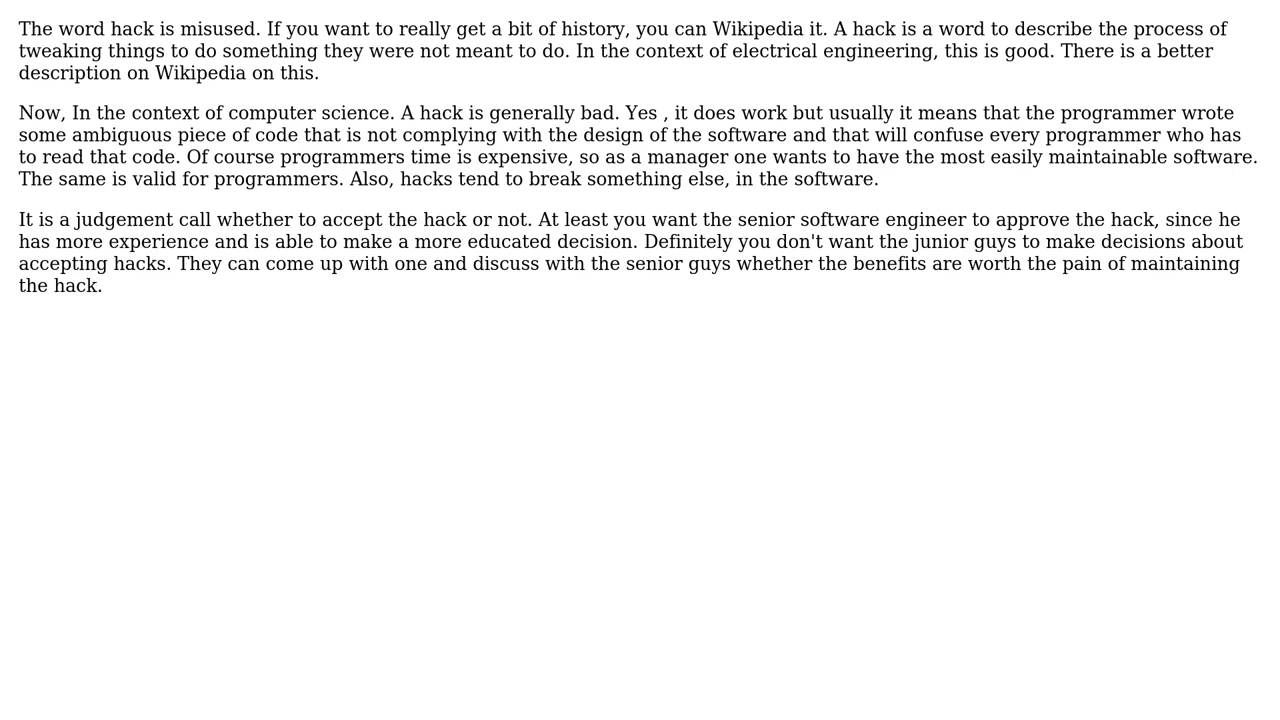 The word hack is misused. If you want to really get a bit of history, you can Wikipedia it. A hack is a word to describe the process of
tweaking things to do something they were not meant to do. In the context of electrical engineering, this is good. There is a better
description on Wikipedia on this.
Now, In the context of computer science. A hack is generally bad. Yes , it does work but usually it means that the programmer wrote
some ambiguous piece of code that is not complying with the design of the software and that will confuse every programmer who has
to read that code. Of course programmers time is expensive, so as a manager one wants to have the most easily maintainable software.
The same is valid for programmers. Also, hacks tend to break something else, in the software.
It is a judgement call whether to accept the hack or not. At least you want the senior software engineer to approve the hack, since he
has more experience and is able to make a more educated decision. Definitely you don't want the junior guys to make decisions about
accepting hacks. They can come up with one and discuss with the senior guys whether the benefits are worth the pain of maintaining
the hack.